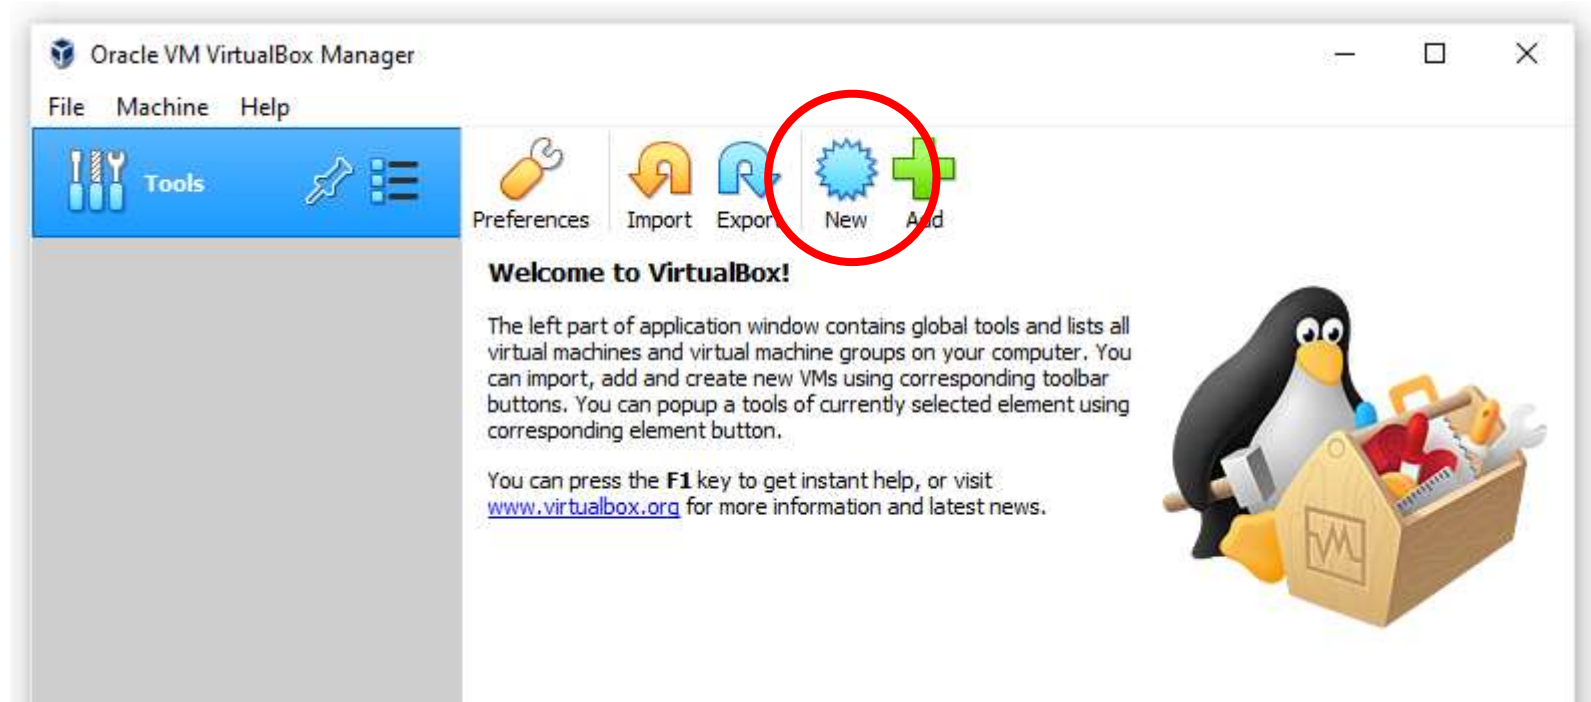 Oracle VM VirtualBox Manager
File Machine Help
Tools
Preferences Import Export New Add
Welcome to VirtualBox!
The left part of application window contains global tools and lists all
virtual machines and virtual machine groups on your computer. You
can import, add and create new VMs using corresponding toolbar
buttons. You can popup a tools of currently selected element using
corresponding element button.
You can press the F1 key to get instant help, or visit
www.virtualbox.org for more information and latest news.